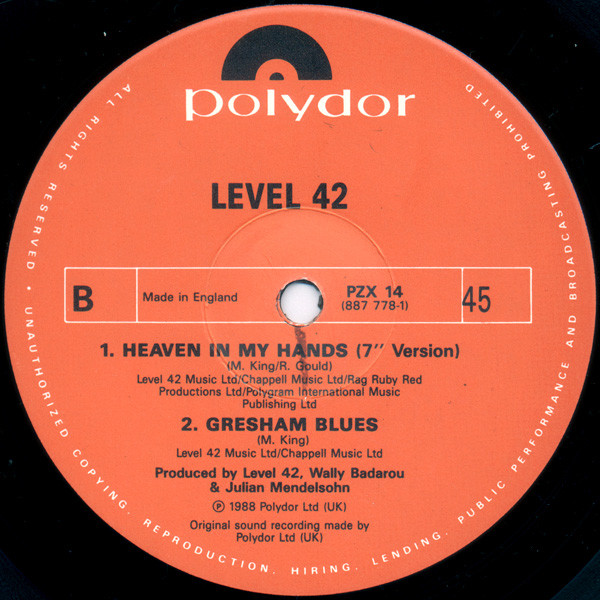 polydor
LEVEL 42
B
Made in England
PZX 14
(887 778-1)
45
1. HEAVEN IN MY HANDS (7" Version)
(M. King/R. Gould)
Level 42 Music Ltd/Chappell Music Ltd/Rag Ruby Red
Productions Ltd/Polygram International Music
Publishing Ltd
2. GRESHAM BLUES
(M. King)
Level 42 Music Ltd/Chappell Music Ltd
Produced by Level 42, Wally Badarou
& Julian Mendelsohn
℗ 1988 Polydor Ltd (UK)
Original sound recording made by
Polydor Ltd (UK)
ALL RIGHTS RESERVED • UNAUTHORIZED COPYING, REPRODUCTION, HIRING, LENDING, PUBLIC PERFORMANCE AND BROADCASTING PROHIBITED